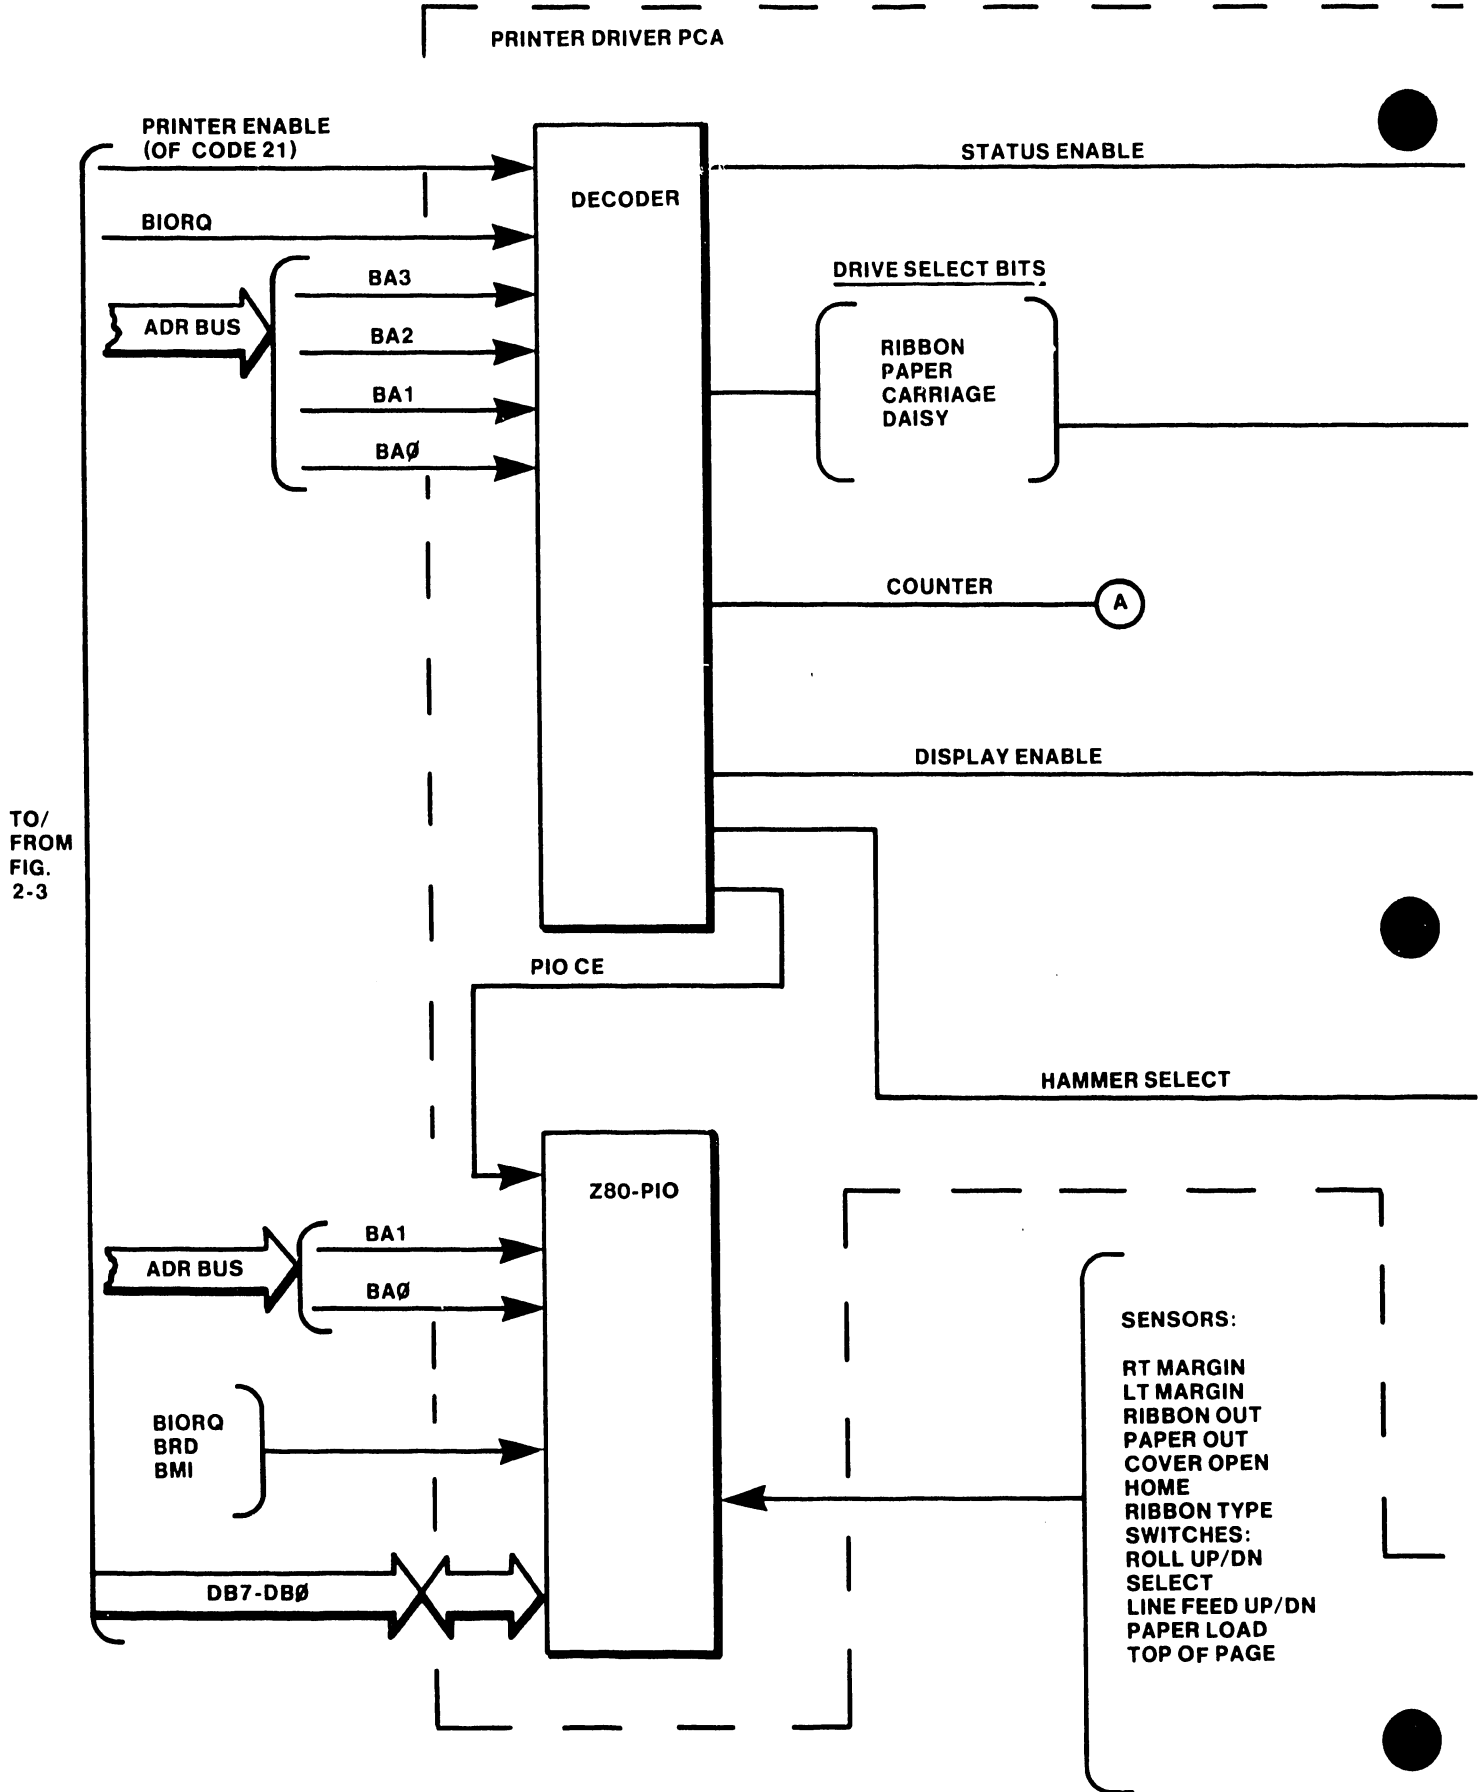 PRINTER DRIVER PCA
PRINTER ENABLE
(OF CODE 21)
STATUS ENABLE
DECODER
BIORQ
DRIVE SELECT BITS
BA3
ADR BUS
BA2
RIBBON
PAPER
CARRIAGE
DAISY
BA1
BAØ
COUNTER
A
DISPLAY ENABLE
TO/
FROM
FIG.
2-3
PIO CE
HAMMER SELECT
Z80-PIO
BA1
ADR BUS
BAØ
SENSORS:
RT MARGIN
LT MARGIN
RIBBON OUT
PAPER OUT
COVER OPEN
HOME
RIBBON TYPE
SWITCHES:
ROLL UP/DN
SELECT
LINE FEED UP/DN
PAPER LOAD
TOP OF PAGE
BIORQ
BRD
BMI
DB7-DBØ